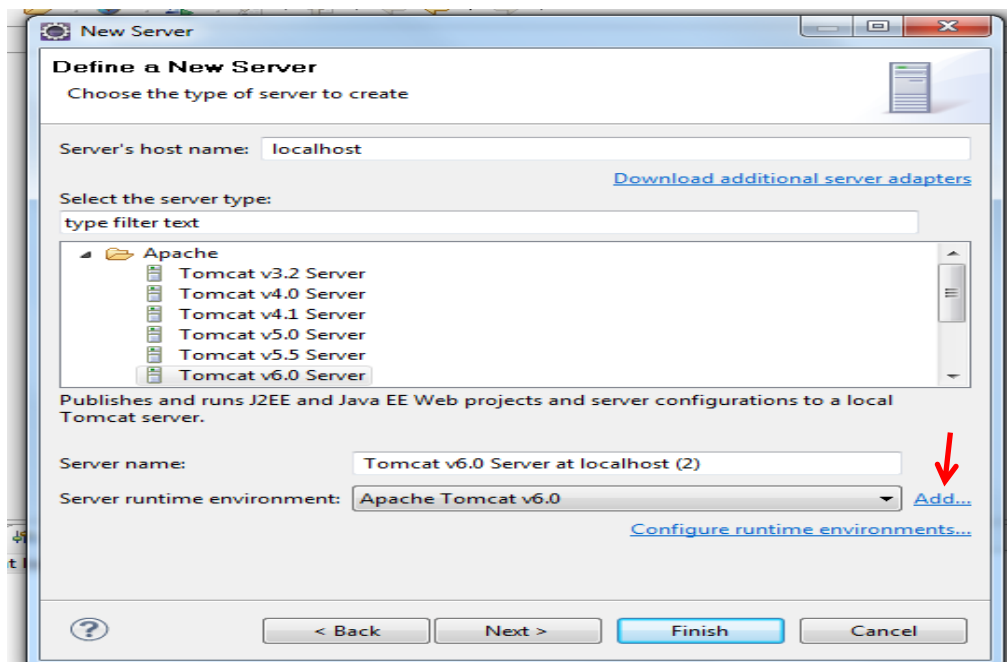 New Server
Define a New Server
Choose the type of server to create
Server's host name: localhost
Download additional server adapters
Select the server type:
type filter text
Apache
Tomcat v3.2 Server
Tomcat v4.0 Server
Tomcat v4.1 Server
Tomcat v5.0 Server
Tomcat v5.5 Server
Tomcat v6.0 Server
Publishes and runs J2EE and Java EE Web projects and server configurations to a local
Tomcat server.
Server name: Tomcat v6.0 Server at localhost (2)
Server runtime environment: Apache Tomcat v6.0 Add...
Configure runtime environments...
? < Back Next > Finish Cancel